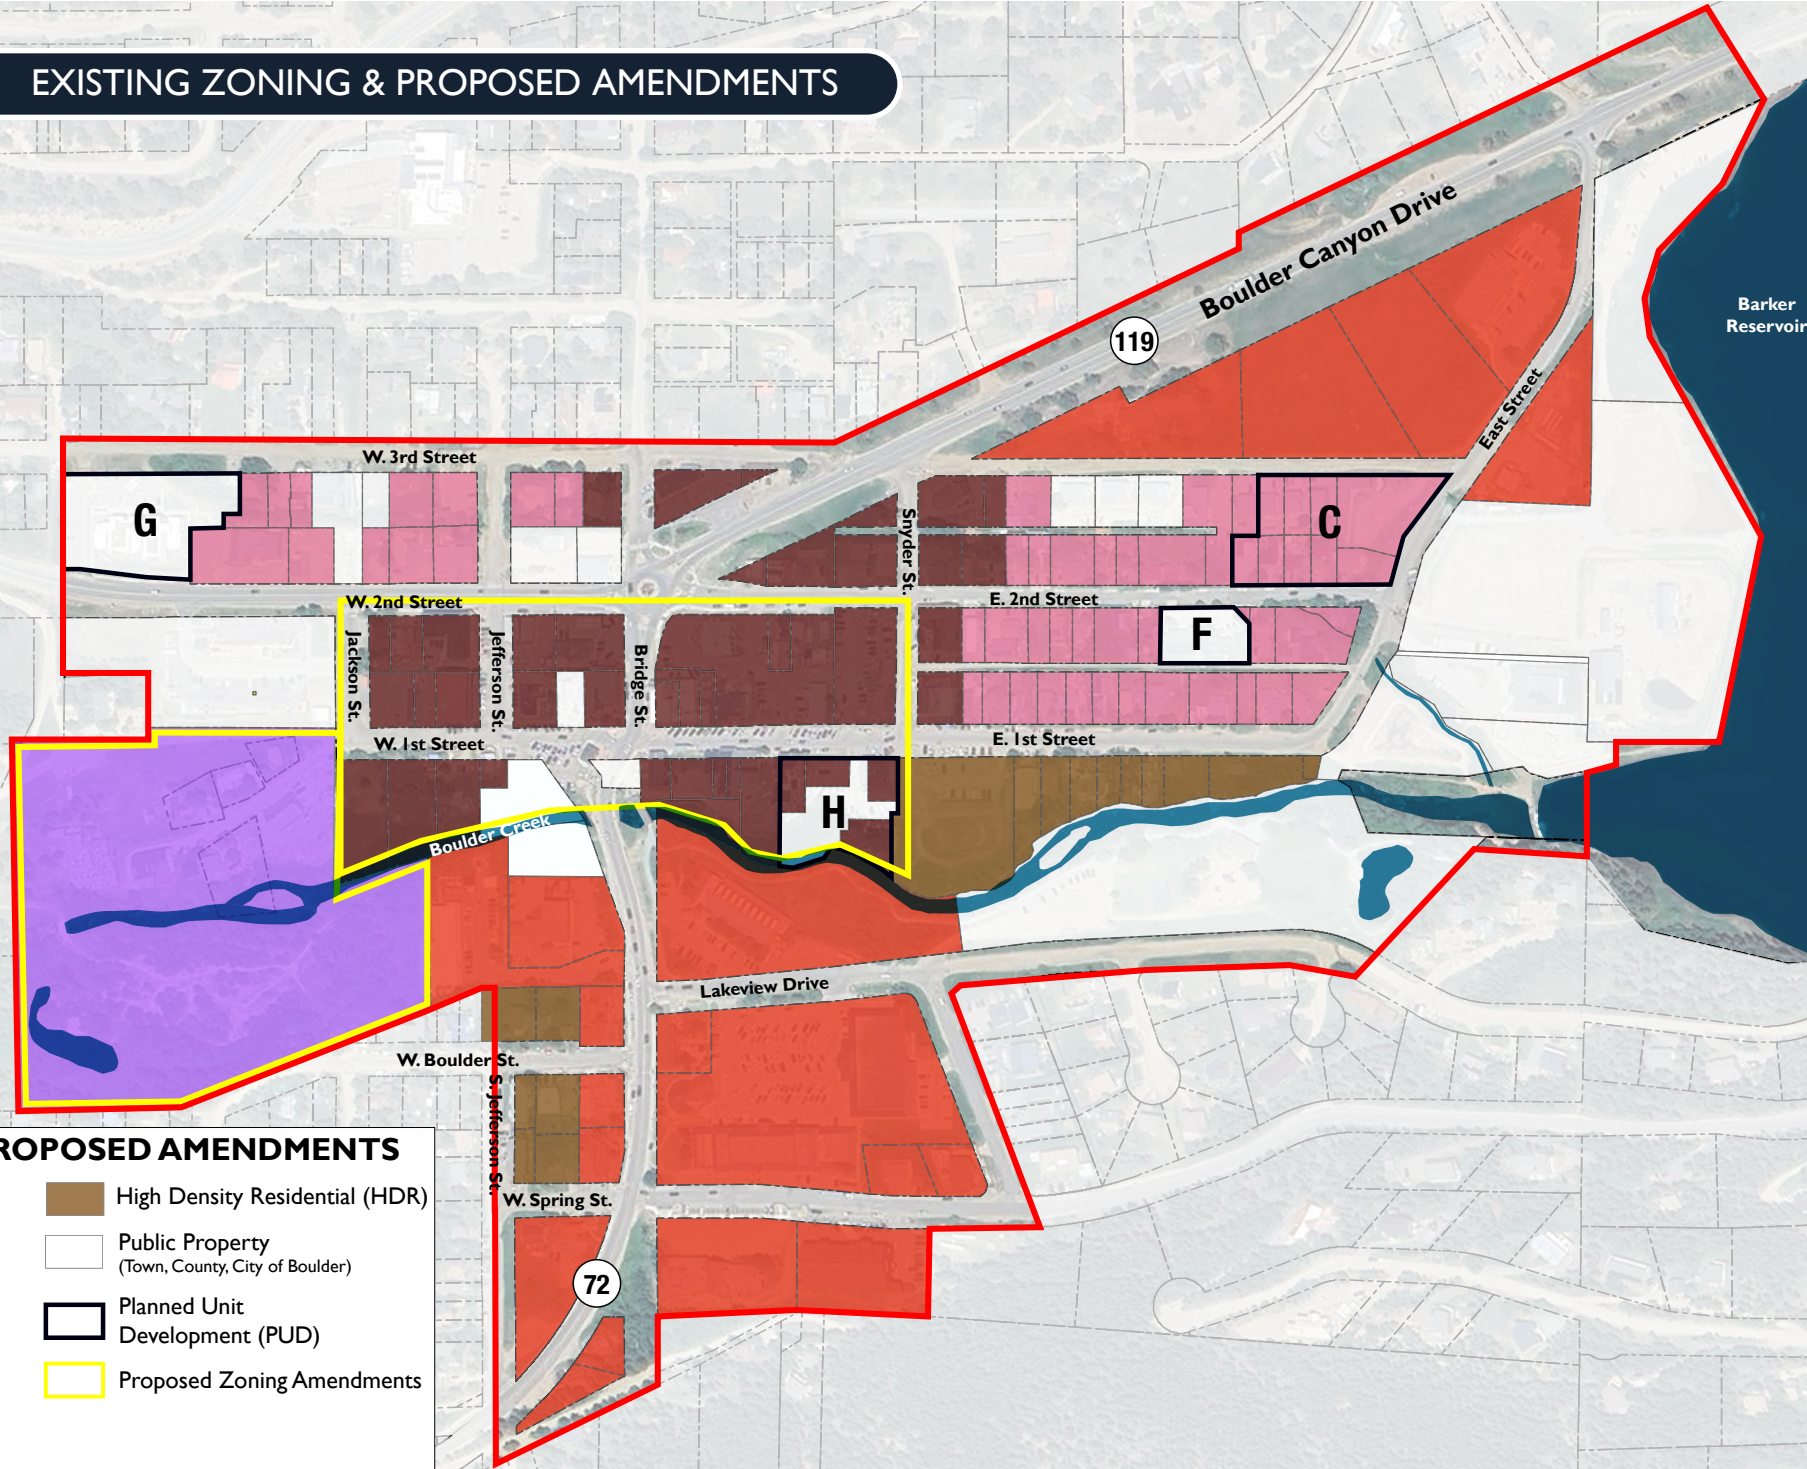 EXISTING ZONING & PROPOSED AMENDMENTS
Boulder Canyon Drive
119
Barker
Reservoir
East Street
W. 3rd Street
G
C
Snyder St.
W. 2nd Street
E. 2nd Street
F
Jackson St.
Jefferson St.
Bridge St.
W. 1st Street
E. 1st Street
H
Boulder Creek
Lakeview Drive
W. Boulder St.
S. Jefferson St.
W. Spring St.
72
ROPOSED AMENDMENTS
High Density Residential (HDR)
Public Property
(Town, County, City of Boulder)
Planned Unit
Development (PUD)
Proposed Zoning Amendments